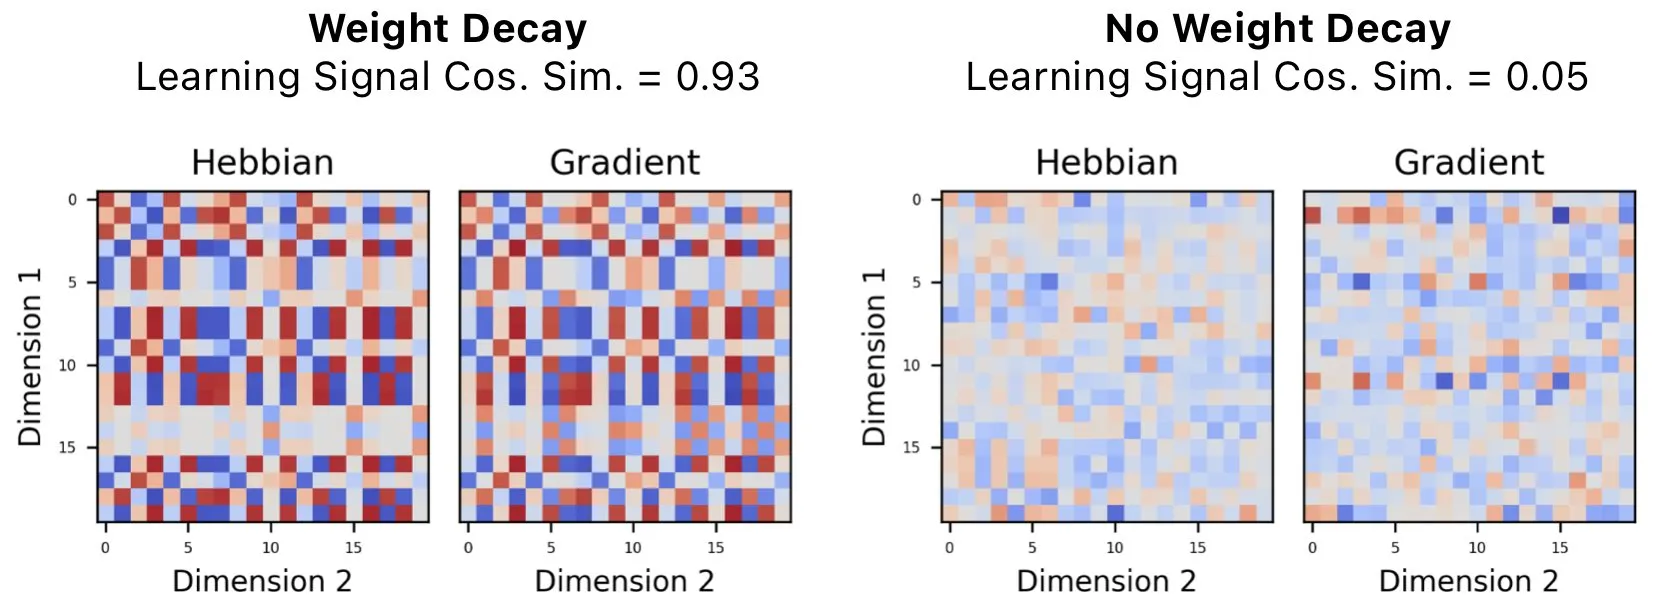 Weight Decay
Learning Signal Cos. Sim. = 0.93
Hebbian
Gradient
0
5
10
15
Dimension 1
0
5
10
15
0
5
10
15
Dimension 2
Dimension 2
No Weight Decay
Learning Signal Cos. Sim. = 0.05
Hebbian
Gradient
0
5
10
15
Dimension 1
0
5
10
15
0
5
10
15
Dimension 2
Dimension 2